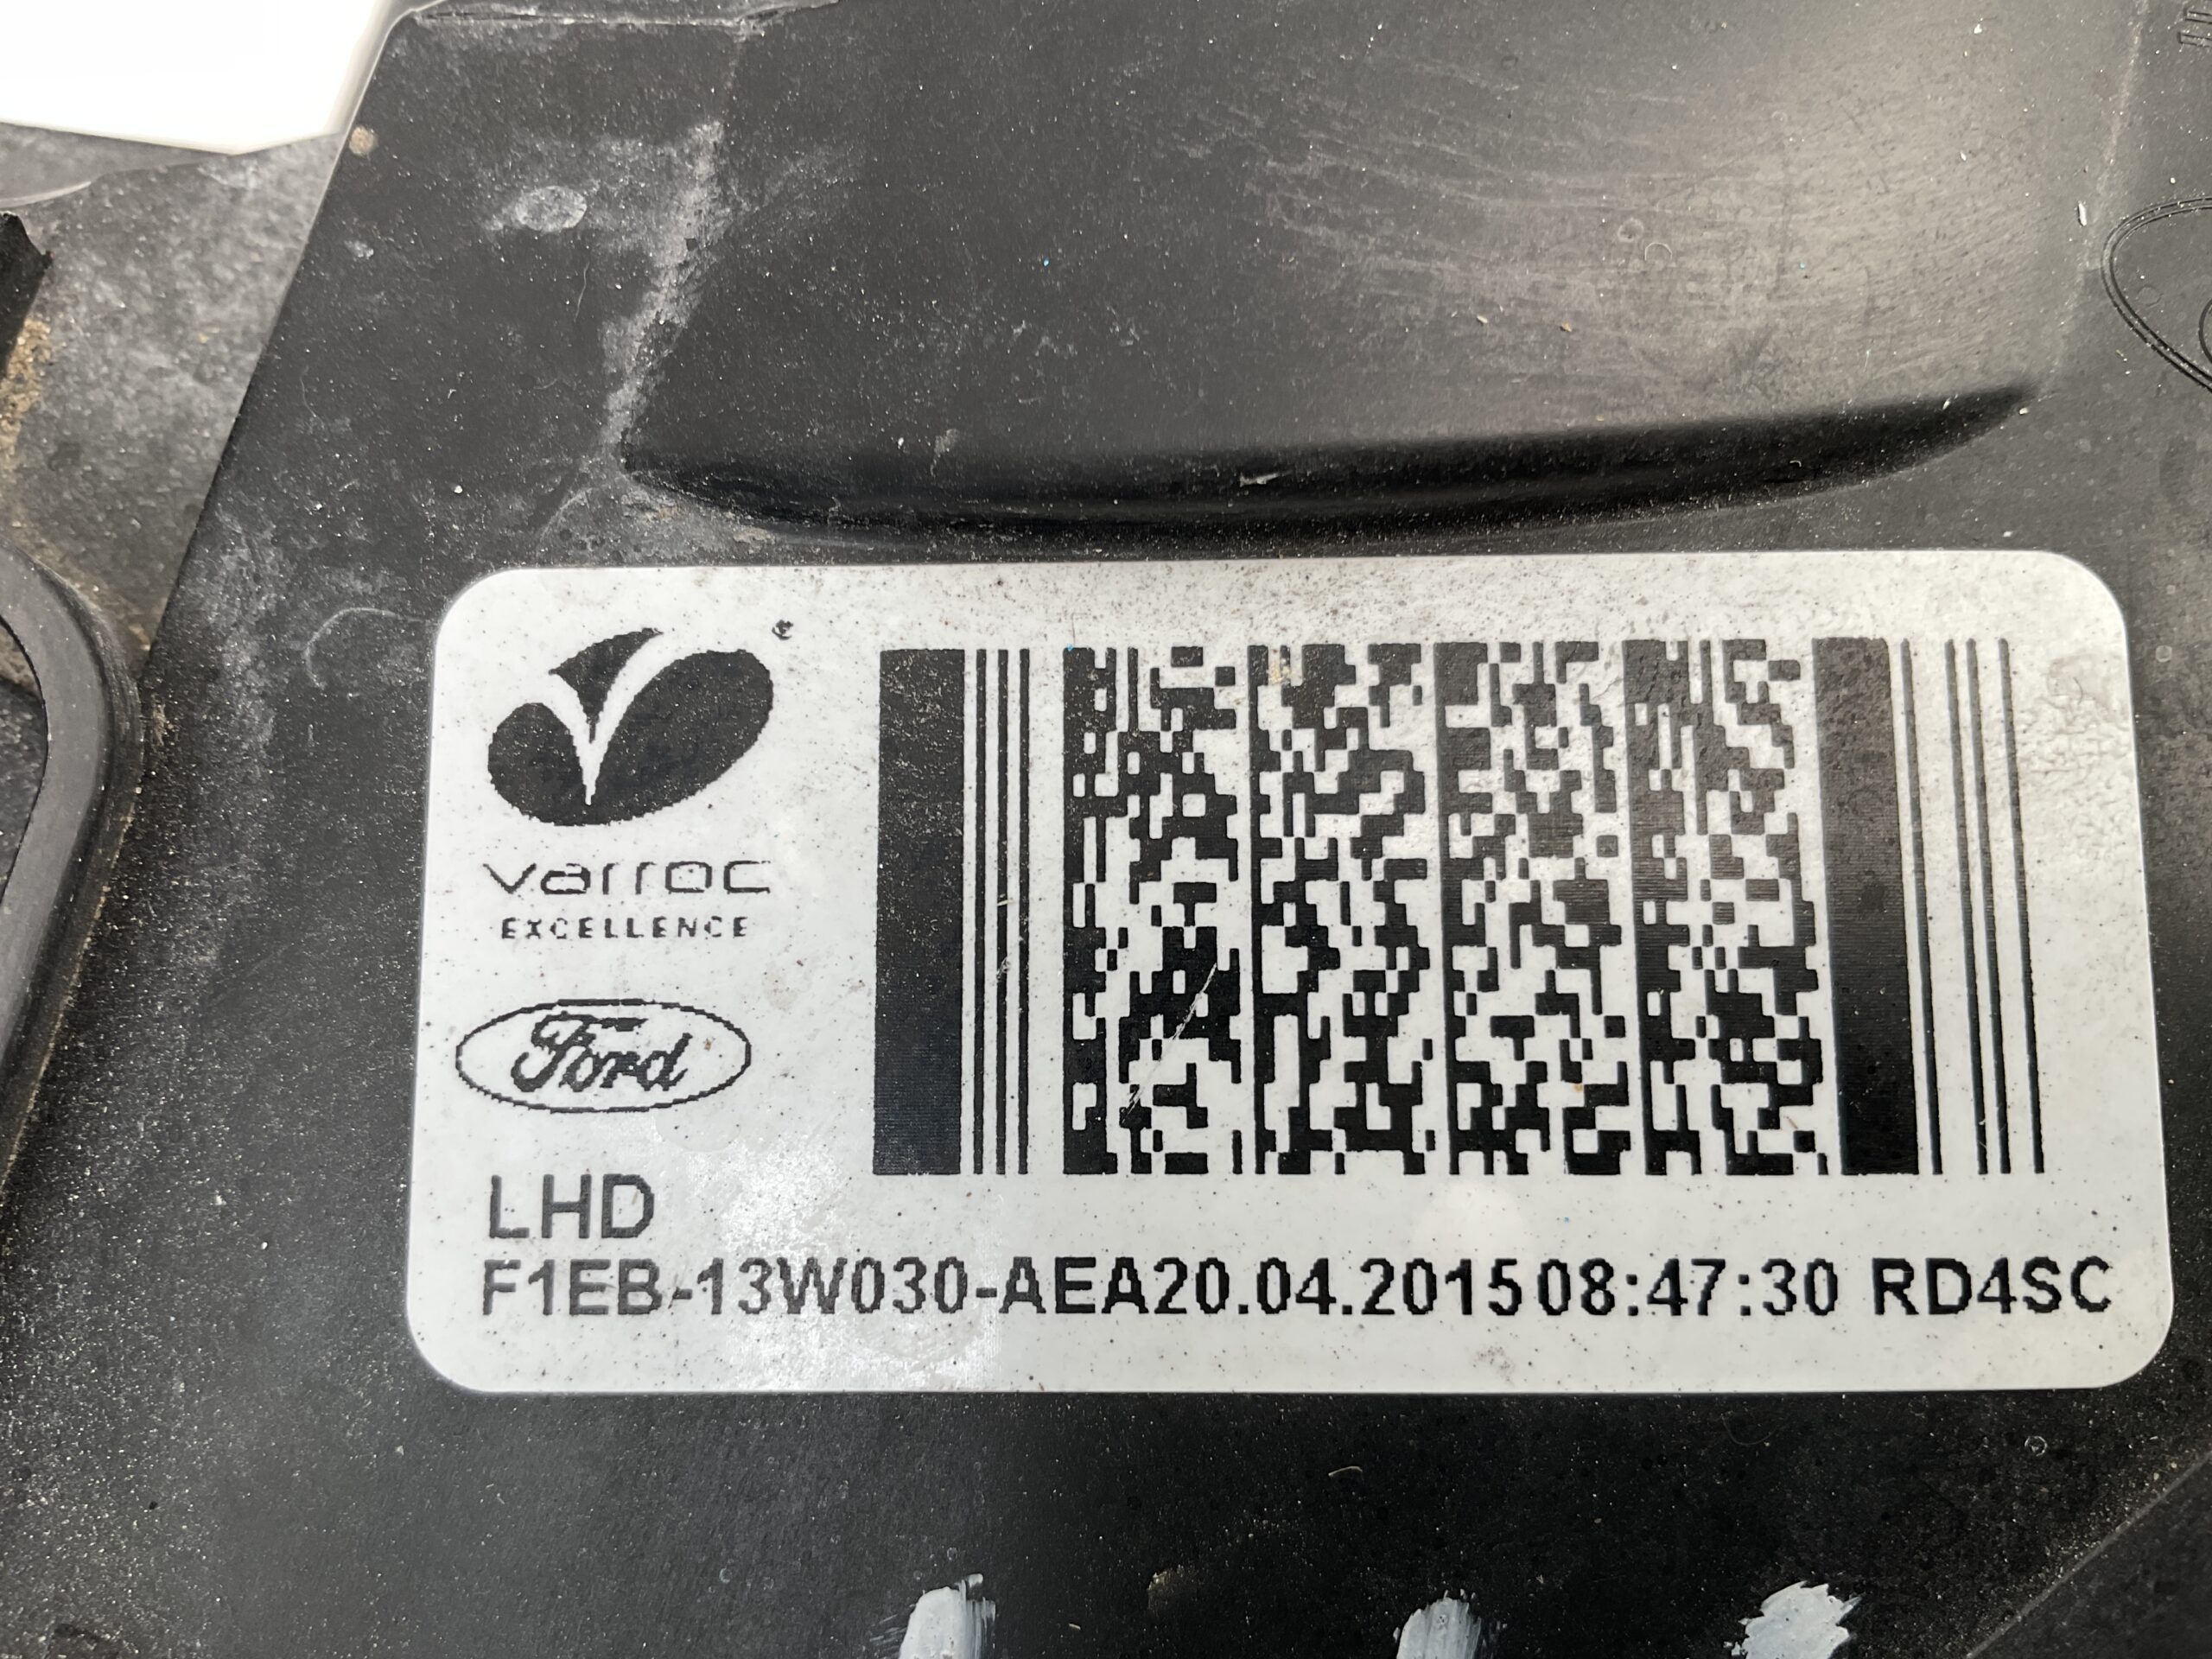 varroc
EXCELLENCE
Ford
LHD
F1EB-13W030-AEA20.04.2015 08:47:30 RD4SC